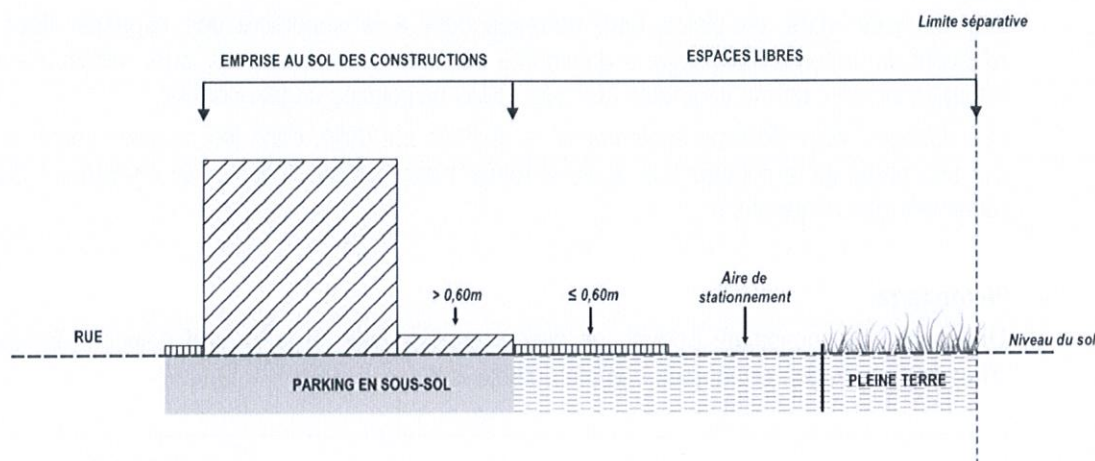 Limite séparative
EMPRISE AU SOL DES CONSTRUCTIONS
ESPACES LIBRES
> 0,60m
≤ 0,60m
Aire de
stationnement
RUE
Niveau du sol
PARKING EN SOUS-SOL
PLEINE TERRE